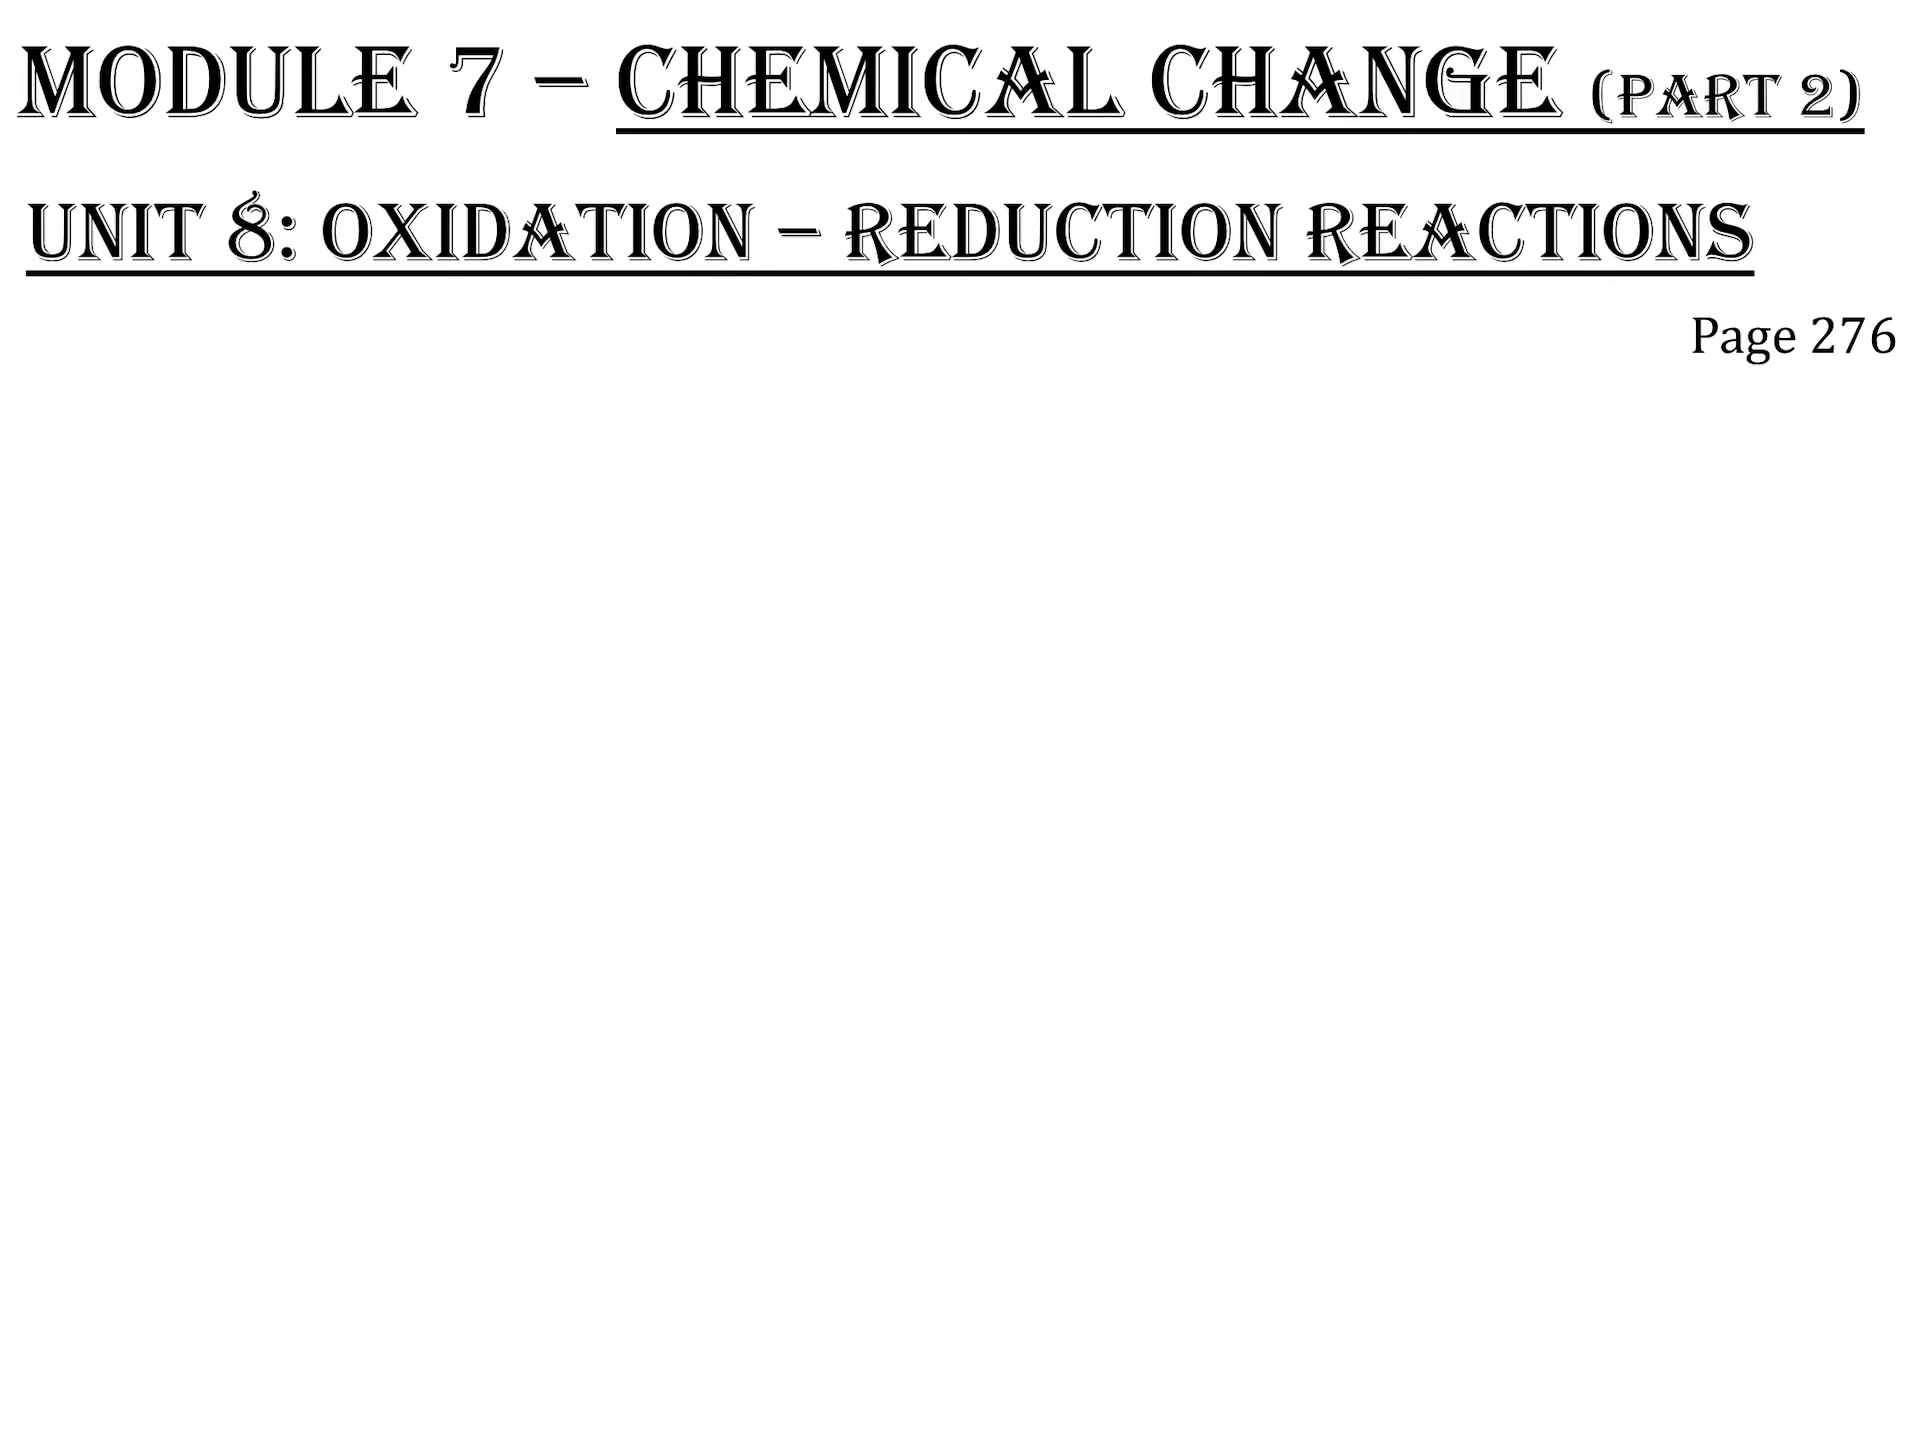 MODULE 7 – CHEMICAL CHANGE (PART 2)
UNIT 8: OXIDATION – REDUCTION REACTIONS
Page 276